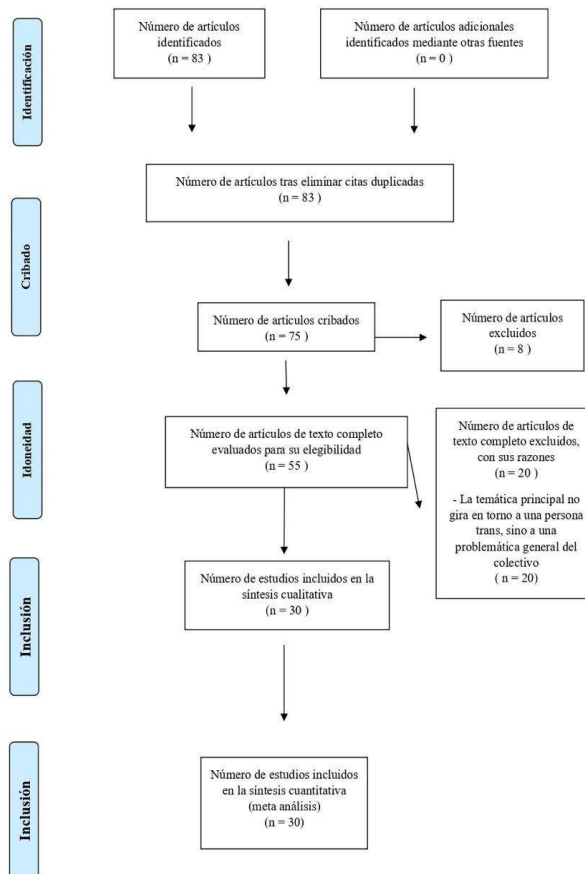 Identificación
Número de artículos
identificados
(n = 83)
Número de artículos adicionales
identificados mediante otras fuentes
(n = 0 )
Número de artículos tras eliminar citas duplicadas
(n = 83 )
Cribado
Número de artículos cribados
(n = 75 )
Número de artículos
excluidos
(n = 8 )
Idoneidad
Número de artículos de texto completo
evaluados para su elegibilidad
(n = 55 )
Número de artículos de
texto completo excluidos,
con sus razones
(n = 20 )
- La temática principal no
gira en torno a una persona
trans, sino a una
problemática general del
colectivo
( n = 20)
Inclusión
Número de estudios incluidos en la
síntesis cualitativa
(n = 30 )
Inclusión
Número de estudios incluidos
en la síntesis cuantitativa
(meta análisis)
(n = 30)